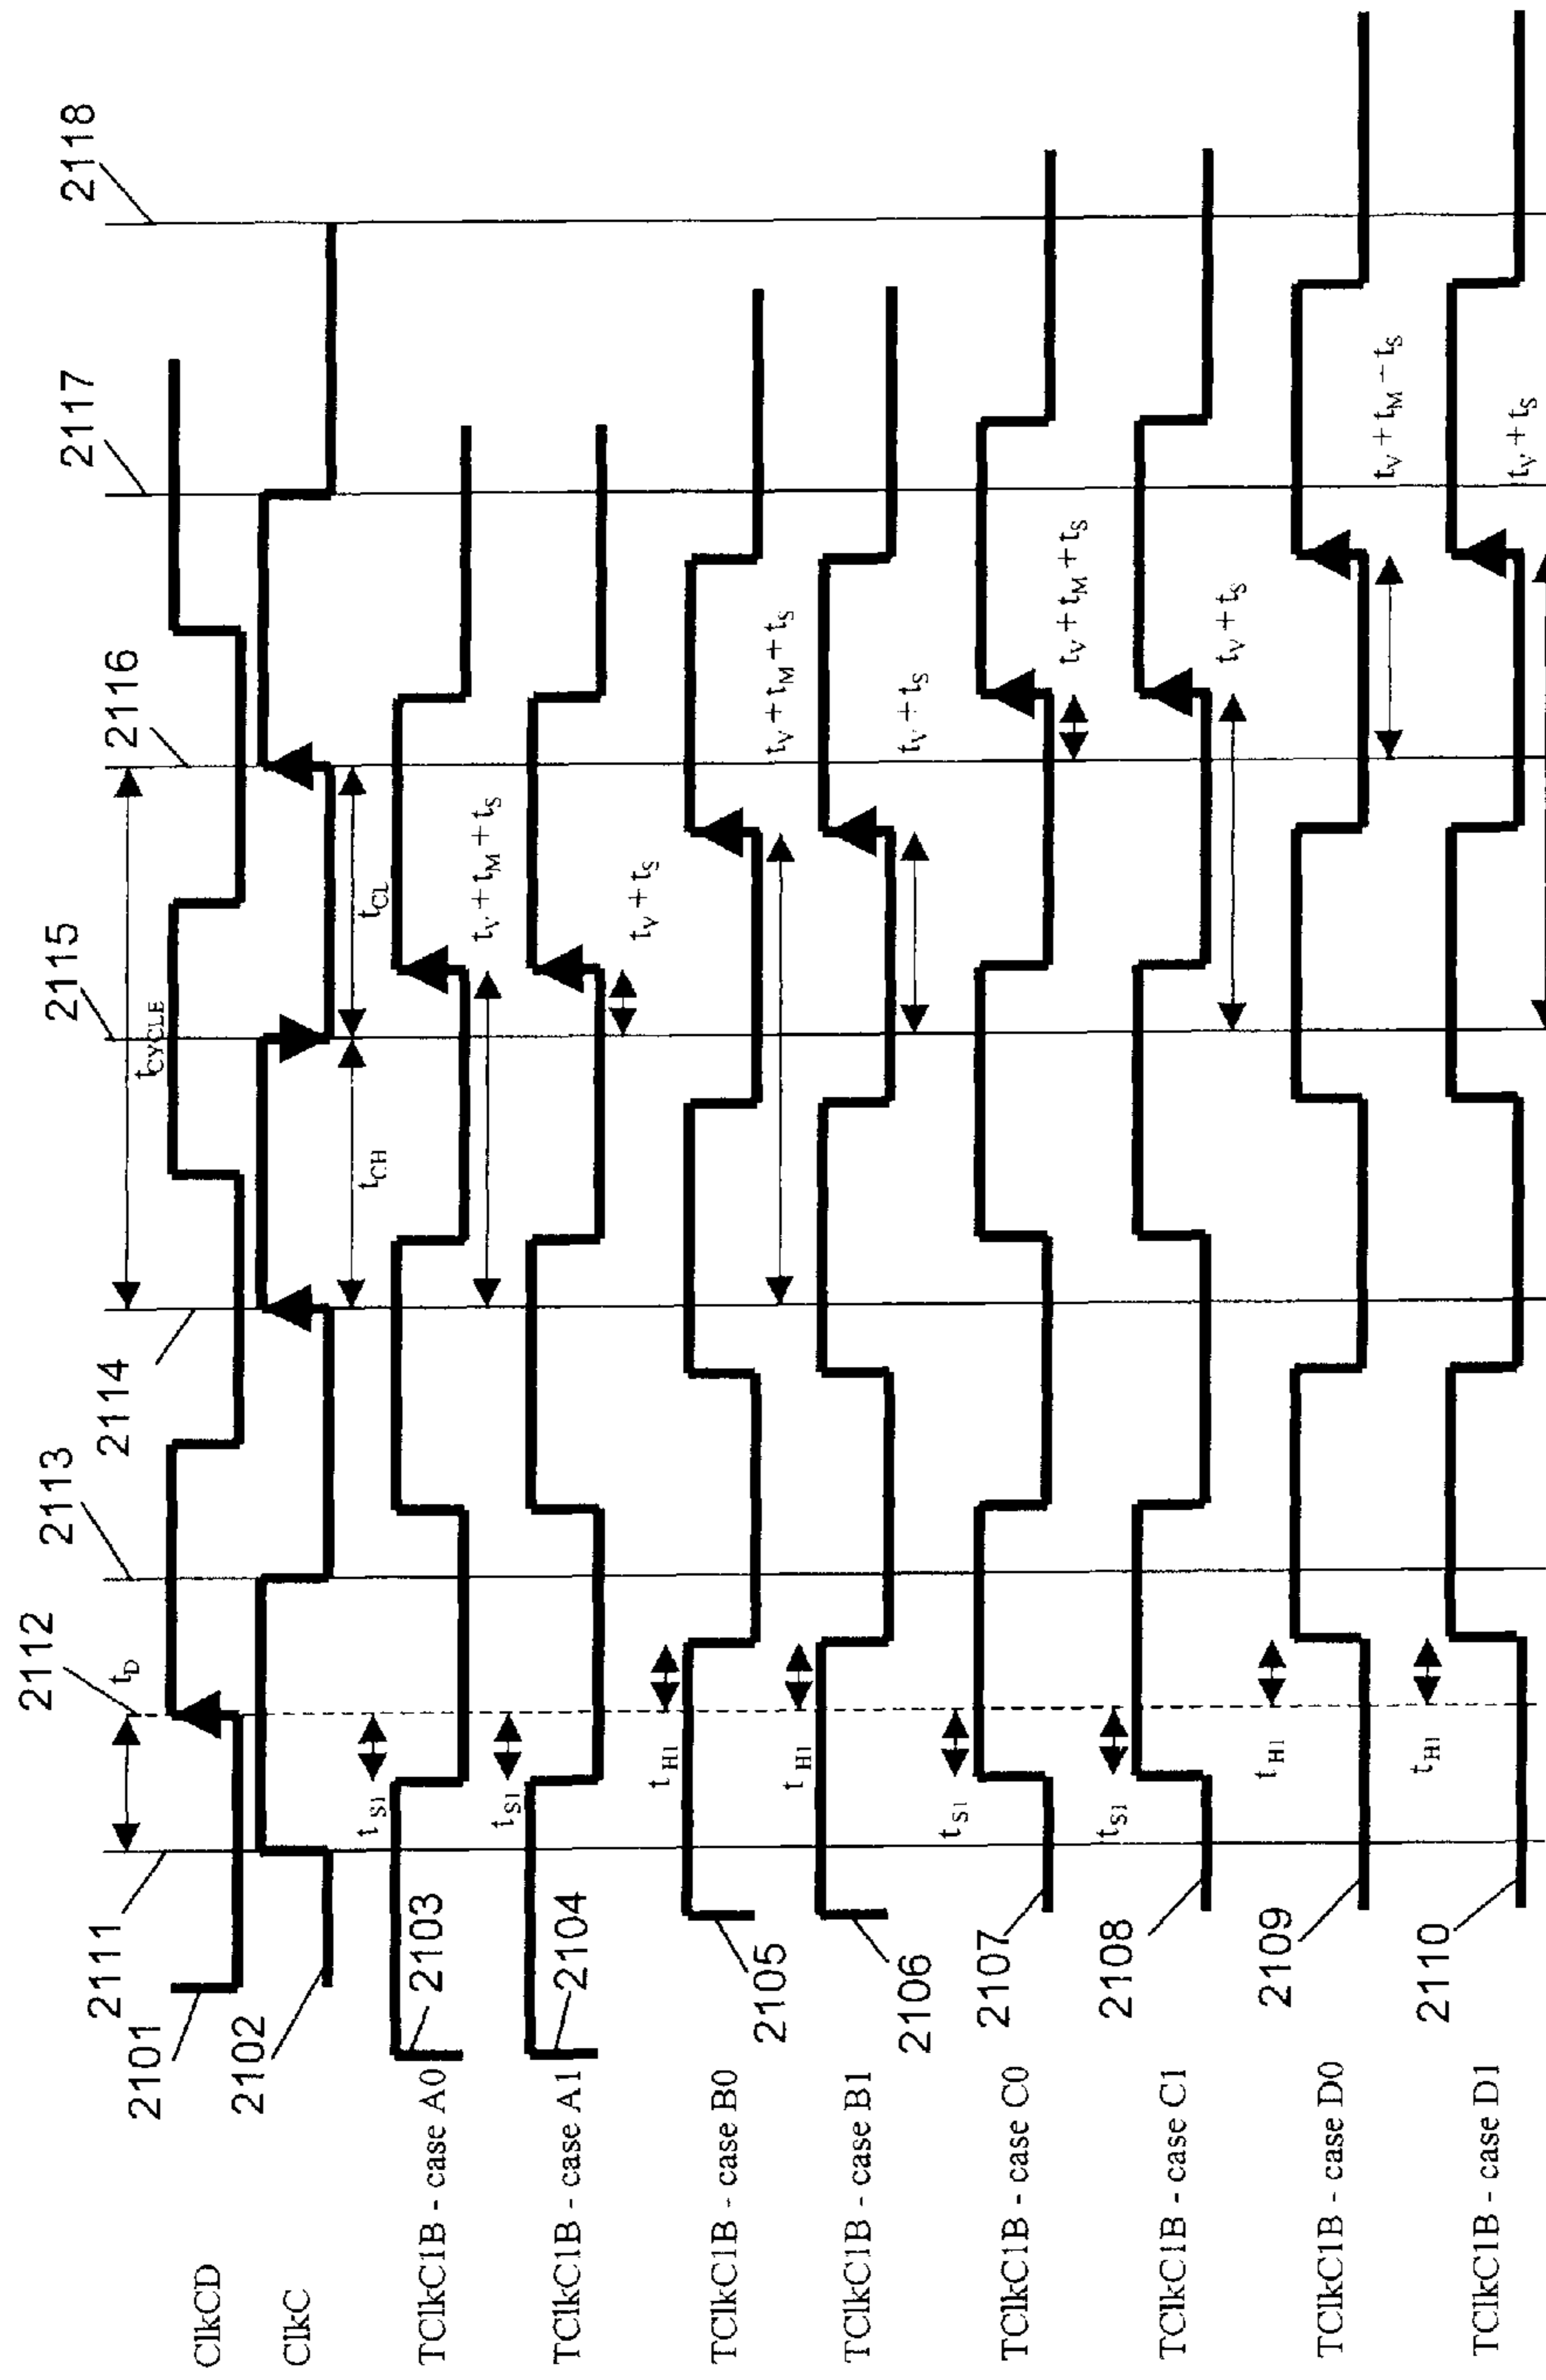 2111
2112
2113
2114
2115
2116
2117
2118
2101
2102
t_D
t_CYCLE
ClkCD
ClkC
t_CH
t_CL
TClkC1B - case A0
2103
t_S1
t_V + t_M + t_S
TClkC1B - case A1
2104
t_S1
t_V + t_S
TClkC1B - case B0
2105
t_H1
t_V + t_M + t_S
TClkC1B - case B1
2106
t_H1
t_V + t_S
TClkC1B - case C0
2107
t_S1
t_V + t_M + t_S
TClkC1B - case C1
2108
t_S1
t_V + t_S
TClkC1B - case D0
2109
t_H1
t_V + t_M - t_S
TClkC1B - case D1
2110
t_H1
t_V + t_S